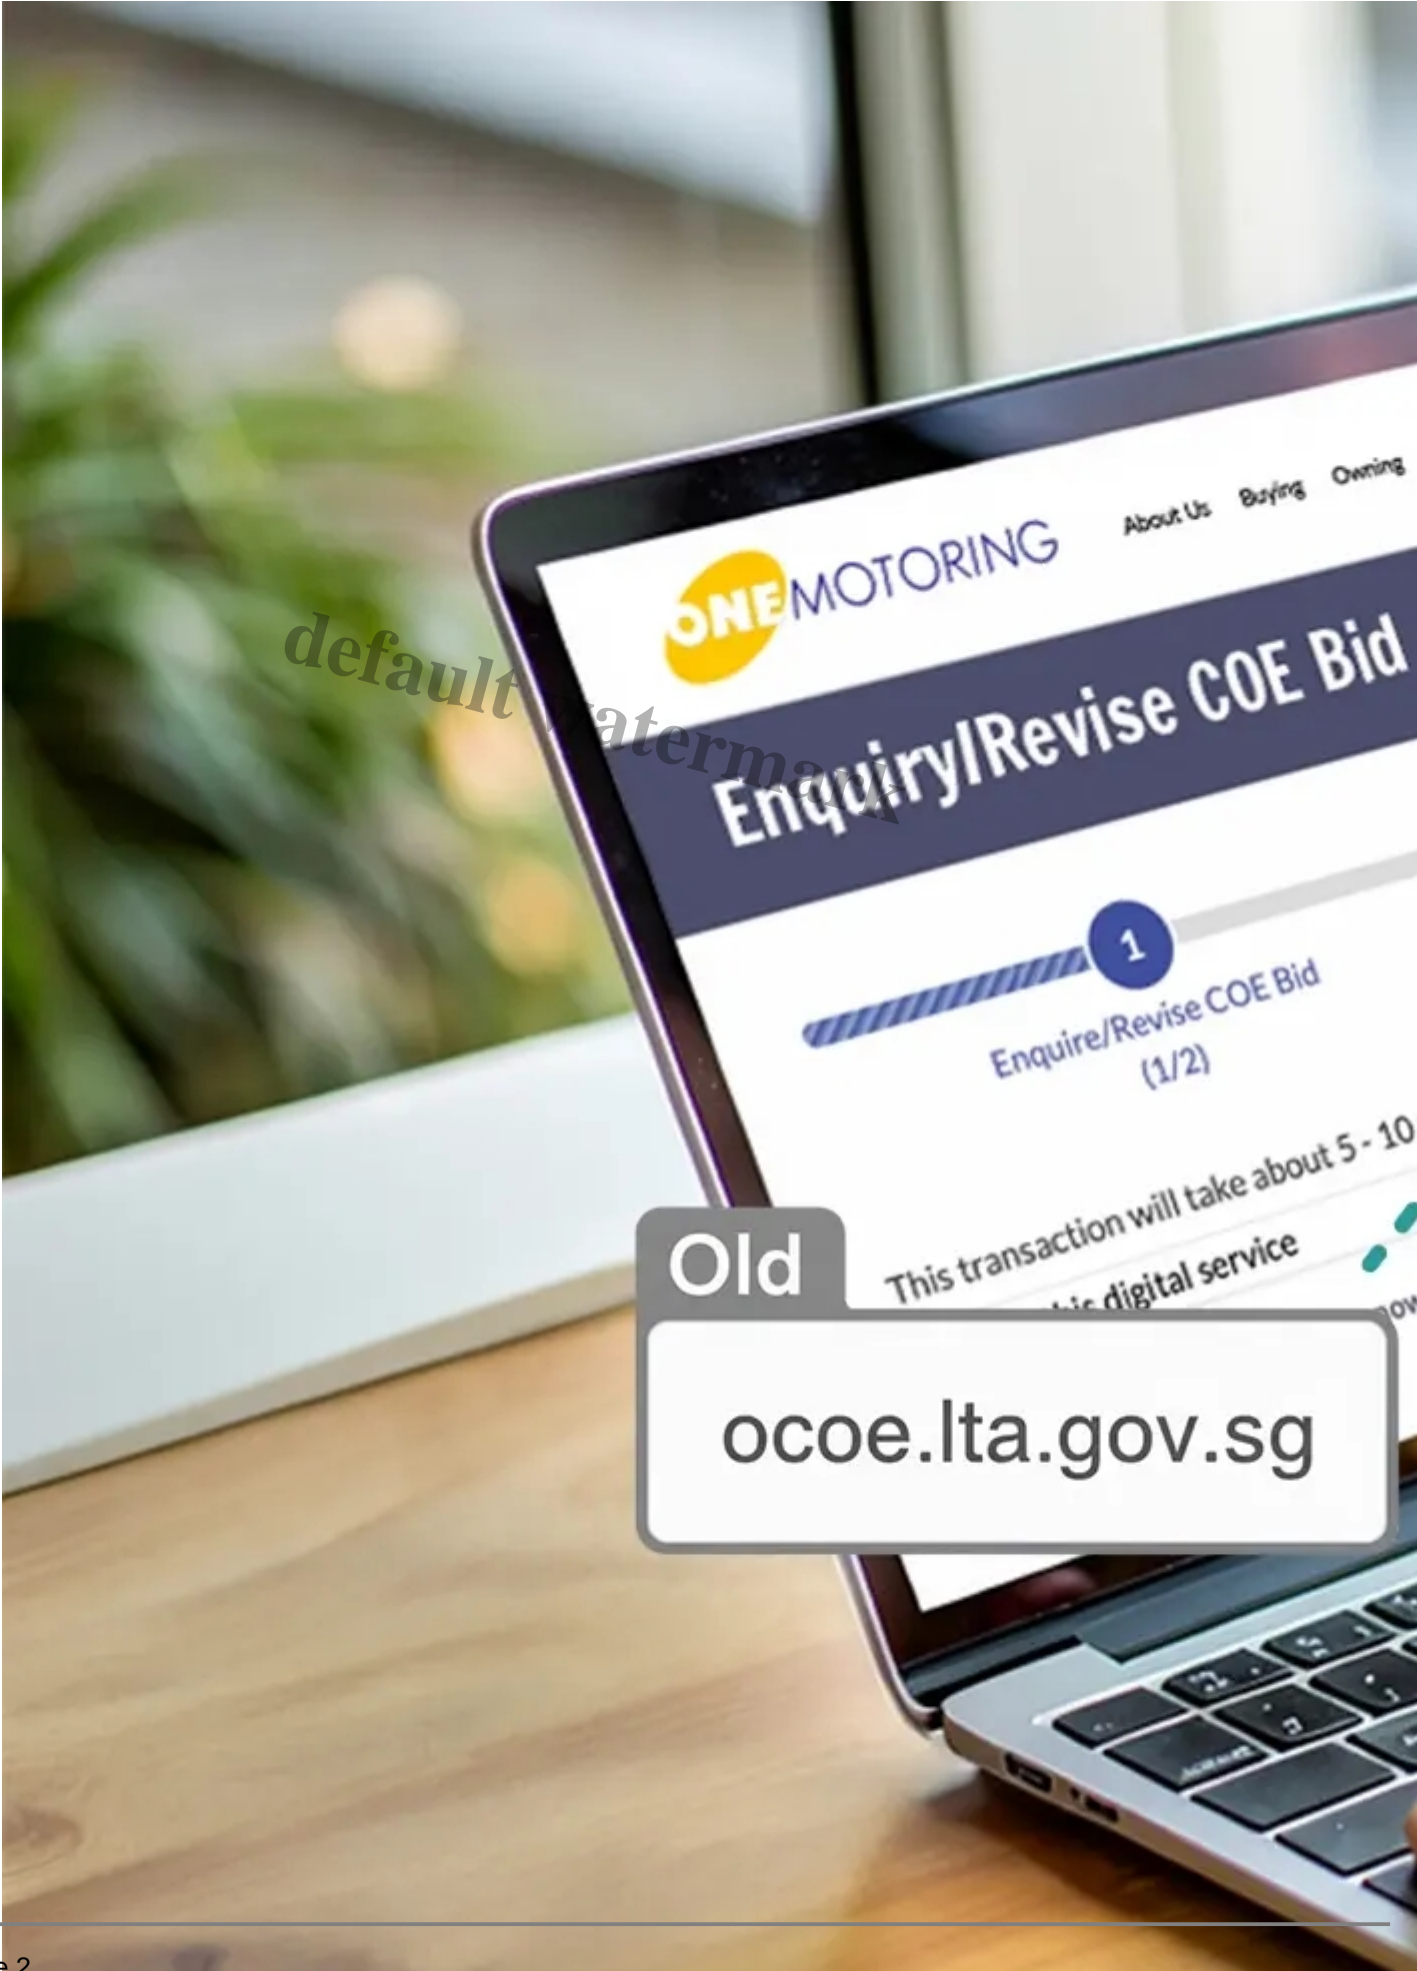 ONE MOTORING
About Us Buying Owning
default watermark
Enquiry/Revise COE Bid
1
Enquire/Revise COE Bid
(1/2)
This transaction will take about 5 - 10
his digital service
Old
ocoe.lta.gov.sg